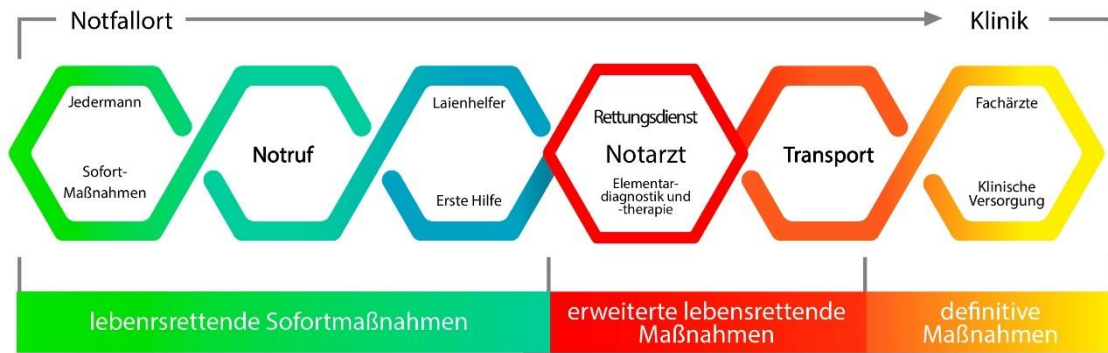 Notfallort
Klinik
Jedermann
Sofort-
Maßnahmen
Notruf
Laienhelfer
Erste Hilfe
Rettungsdienst
Notarzt
Elementar-
diagnostik und
-therapie
Transport
Fachärzte
Klinische
Versorgung
lebenrsrettende Sofortmaßnahmen
erweiterte lebensrettende
Maßnahmen
definitive
Maßnahmen